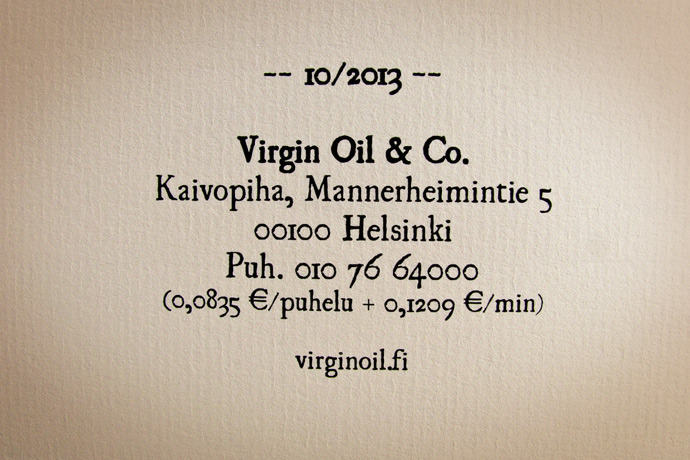 -- 10/2013 --
Virgin Oil & Co.
Kaivopiha, Mannerheimintie 5
00100 Helsinki
Puh. 010 76 64000
(0,0835 €/puhelu + 0,1209 €/min)
virginoil.fi